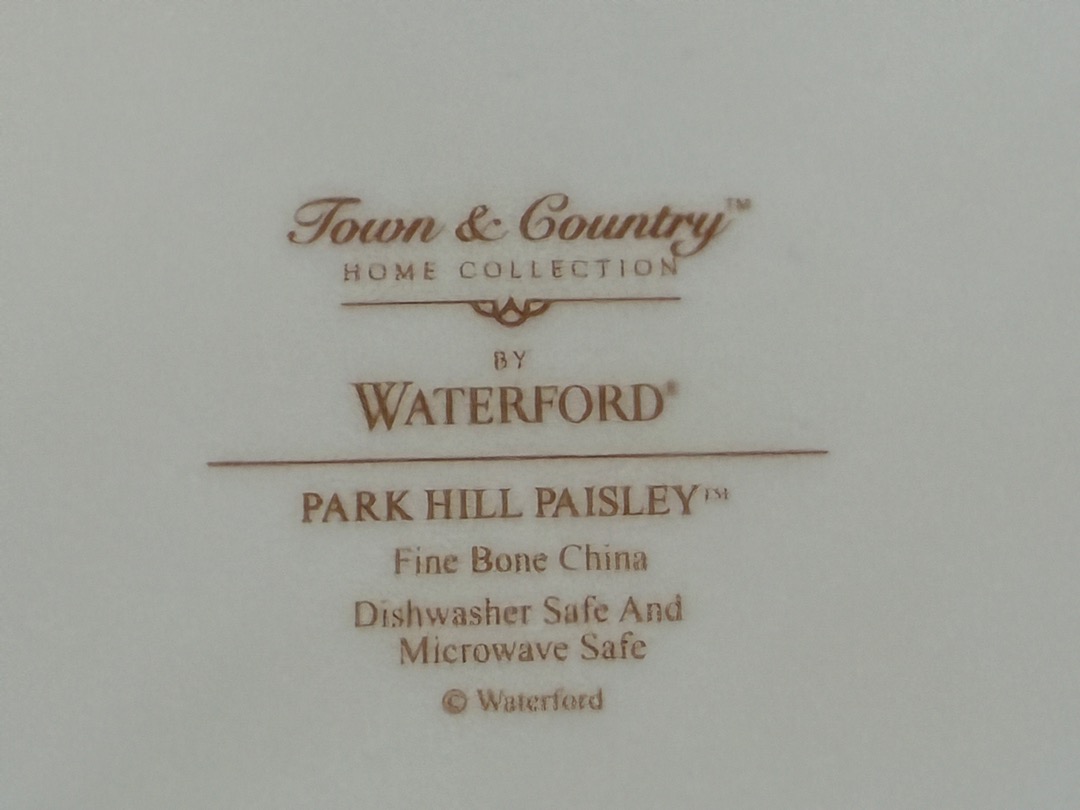 Town & Country™
HOME COLLECTION
BY
WATERFORD®
PARK HILL PAISLEY™
Fine Bone China
Dishwasher Safe And
Microwave Safe
© Waterford